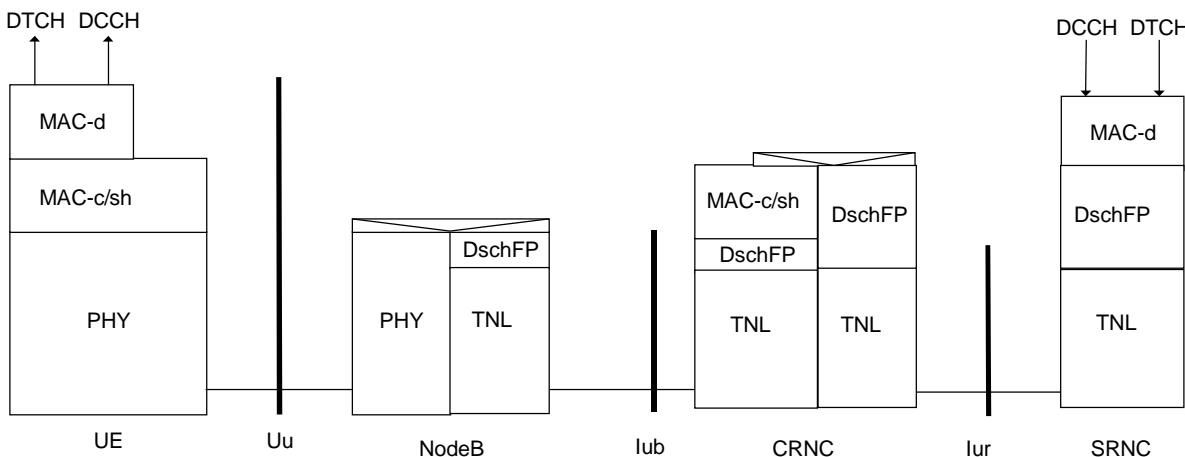 DTCH DCCH
DCCH DTCH
MAC-d
MAC-d
MAC-c/sh
MAC-c/sh
DschFP
DschFP
DschFP
DschFP
PHY
PHY
TNL
TNL
TNL
TNL
UE
Uu
NodeB
Iub
CRNC
Iur
SRNC